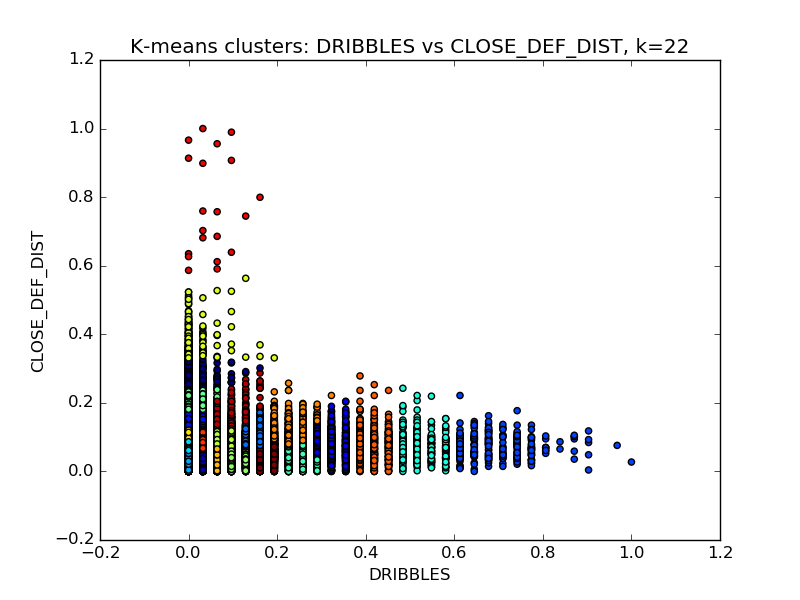 K-means clusters: DRIBBLES vs CLOSE_DEF_DIST, k=22
1.2
1.0
0.8
0.6
0.4
0.2
0.0
−0.2
CLOSE_DEF_DIST
−0.2 0.0 0.2 0.4 0.6 0.8 1.0 1.2
DRIBBLES